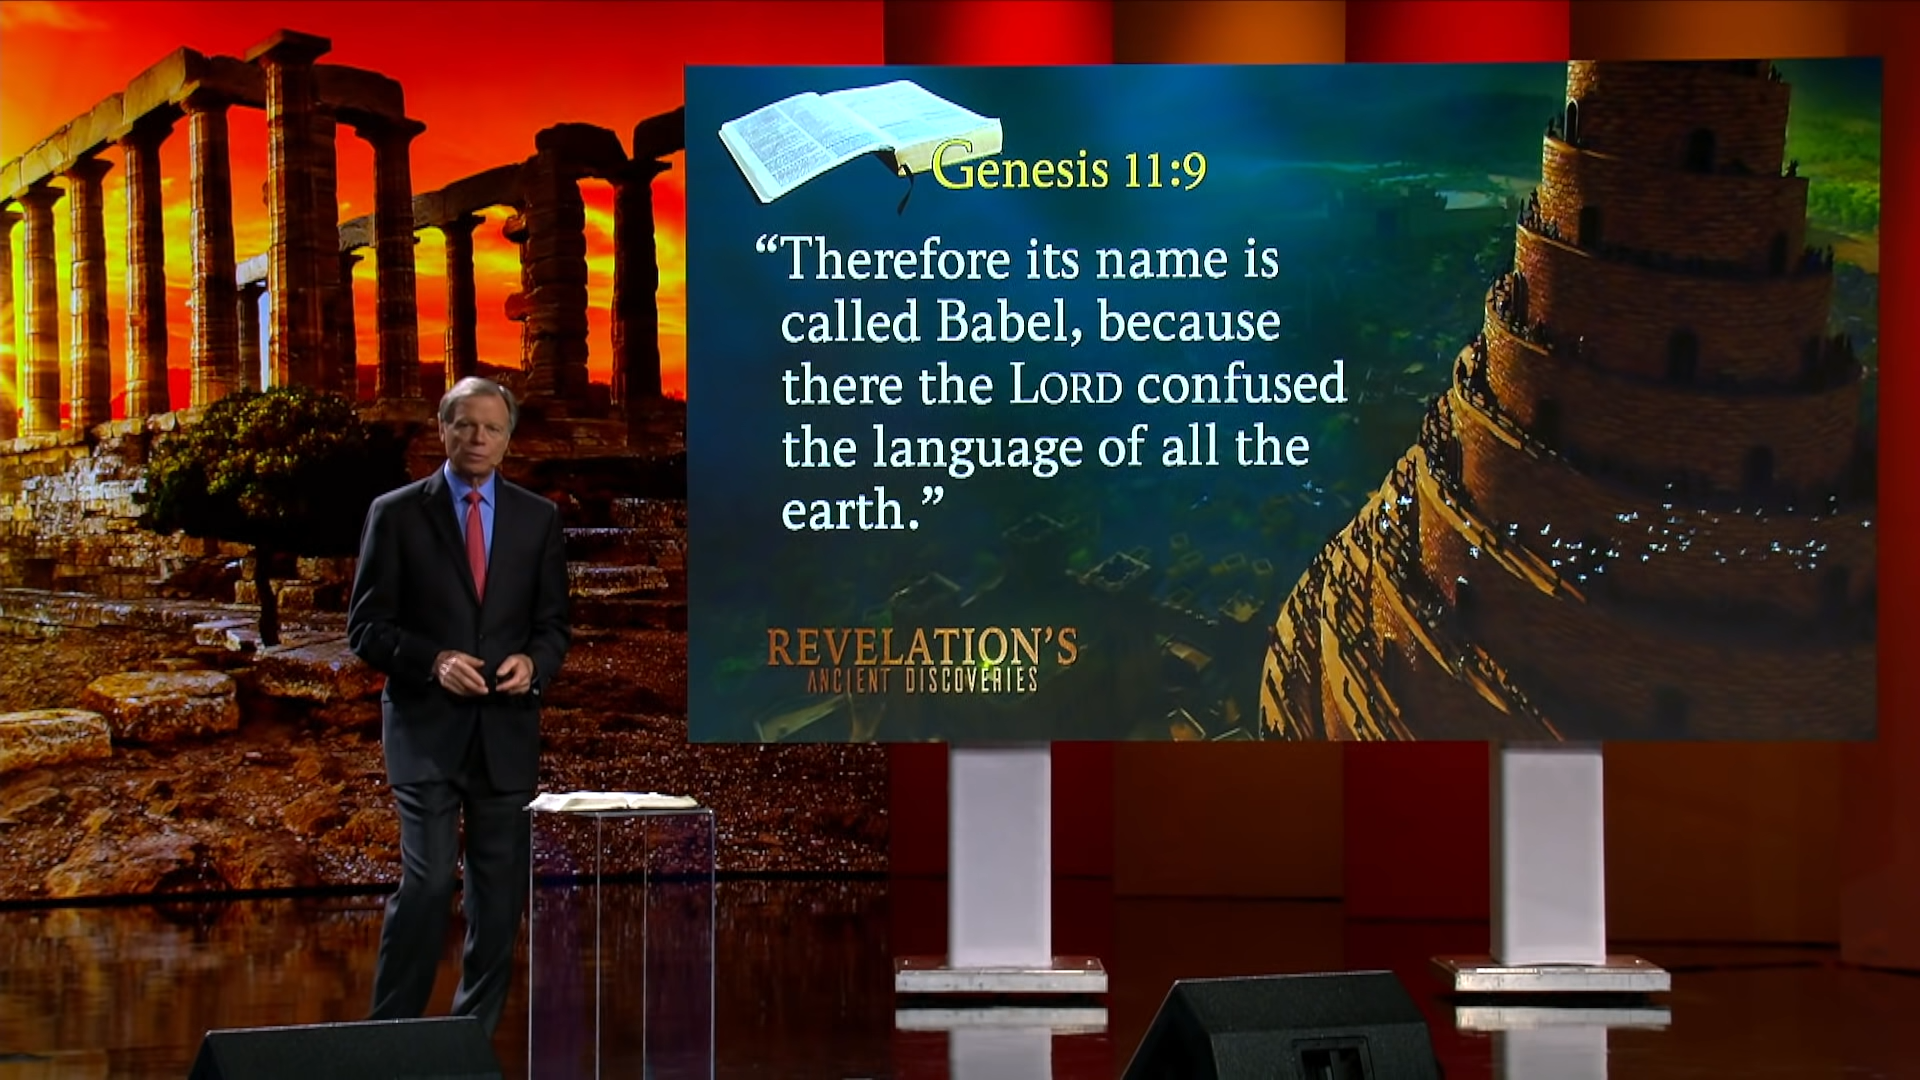 Genesis 11:9
“Therefore its name is
called Babel, because
there the LORD confused
the language of all the
earth.”
REVELATION’S
ANCIENT DISCOVERIES